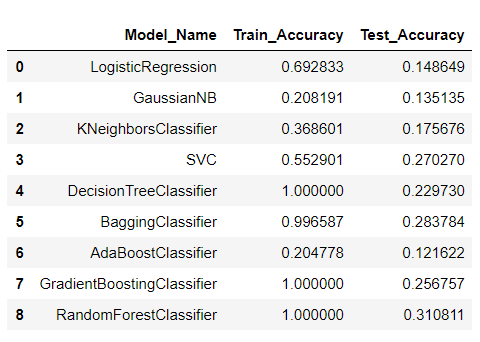 Model_Name Train_Accuracy Test_Accuracy
0 LogisticRegression 0.692833 0.148649
1 GaussianNB 0.208191 0.135135
2 KNeighborsClassifier 0.368601 0.175676
3 SVC 0.552901 0.270270
4 DecisionTreeClassifier 1.000000 0.229730
5 BaggingClassifier 0.996587 0.283784
6 AdaBoostClassifier 0.204778 0.121622
7 GradientBoostingClassifier 1.000000 0.256757
8 RandomForestClassifier 1.000000 0.310811